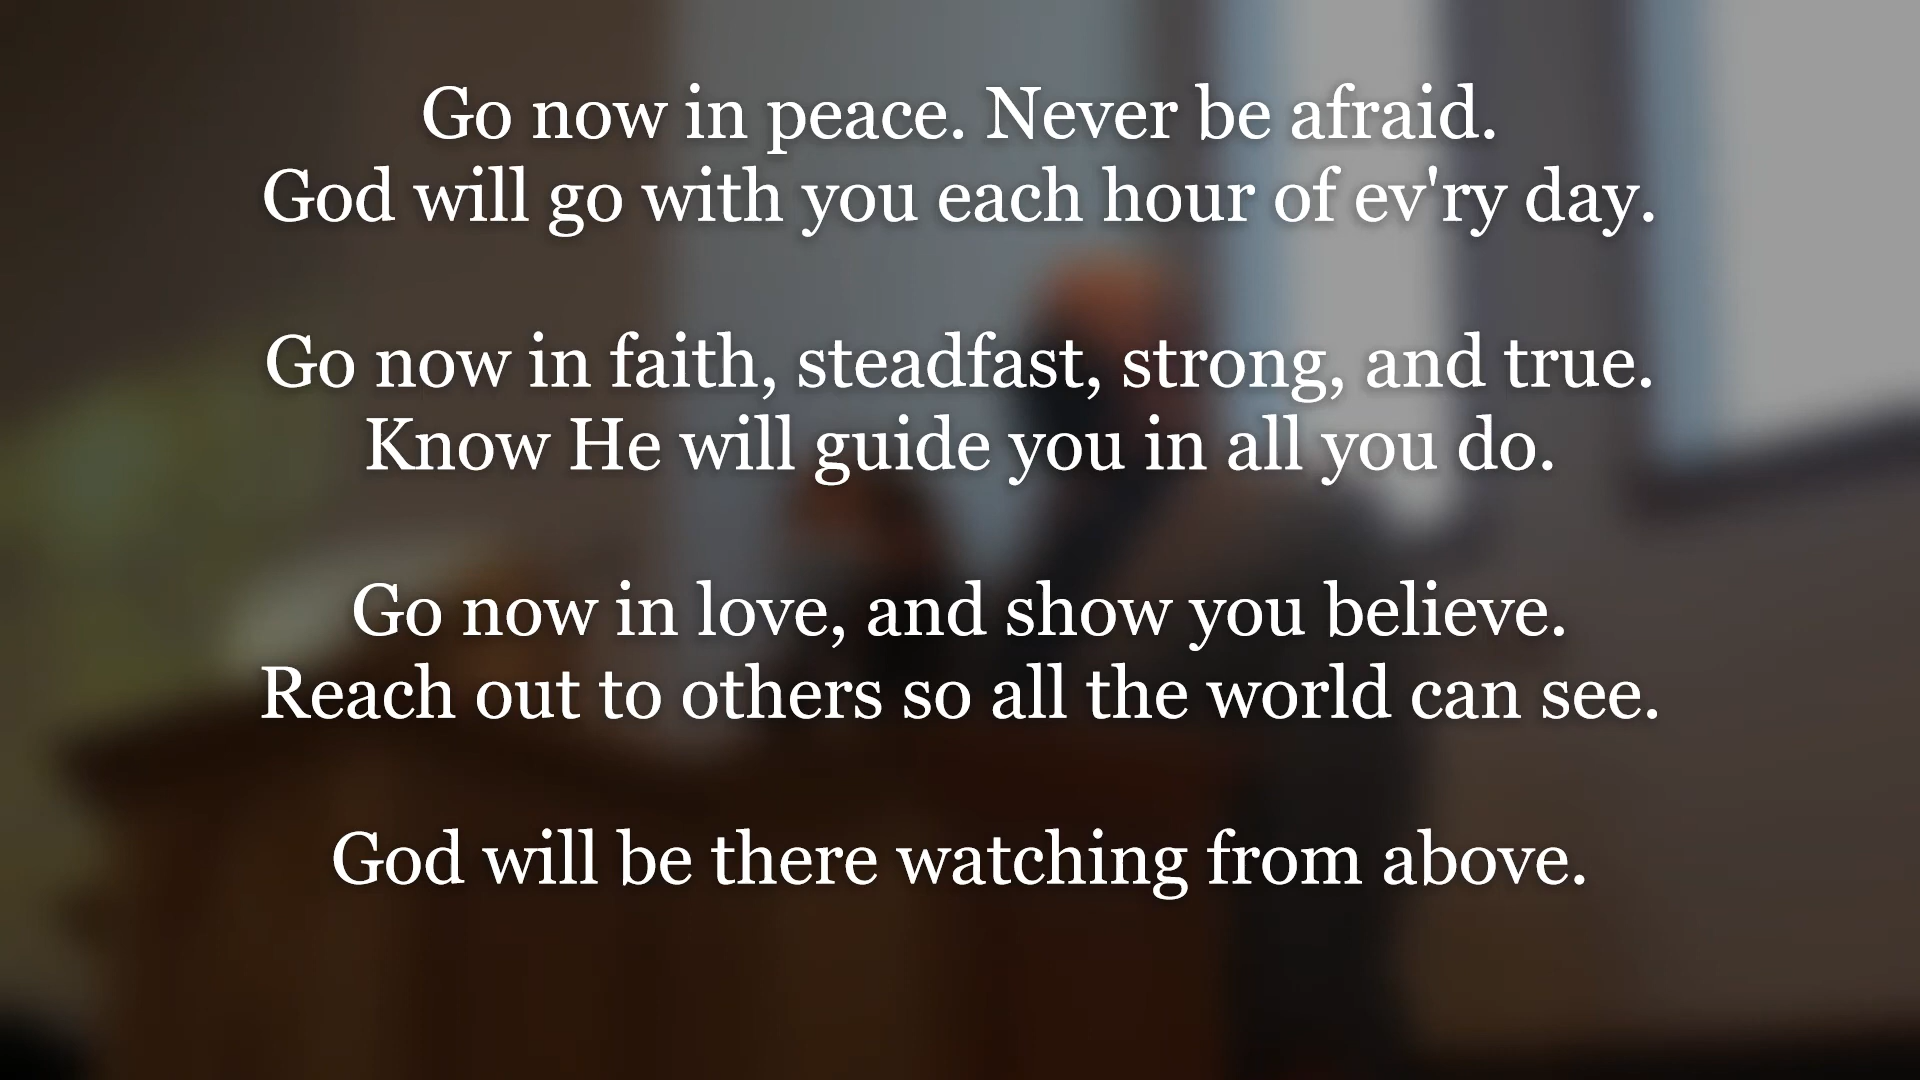 Go now in peace. Never be afraid.
God will go with you each hour of ev'ry day.
Go now in faith, steadfast, strong, and true.
Know He will guide you in all you do.
Go now in love, and show you believe.
Reach out to others so all the world can see.
God will be there watching from above.